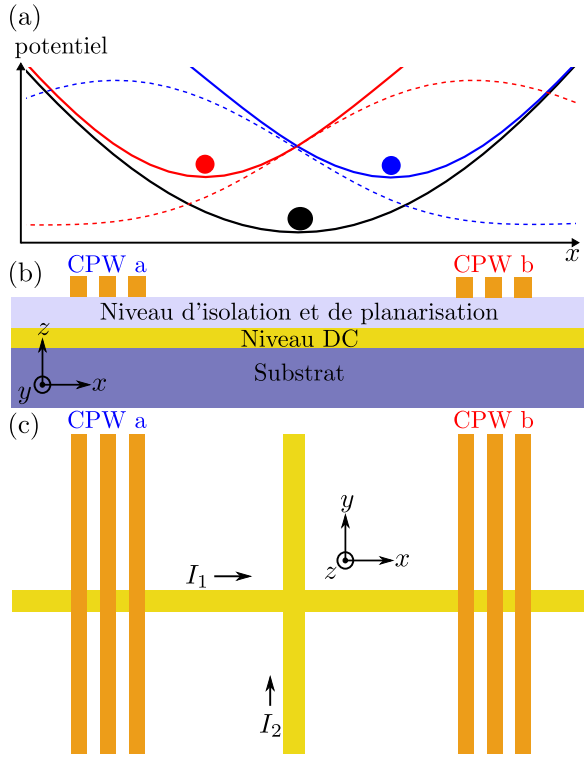 (a)
potentiel
x
(b)
CPW a
CPW b
Niveau d'isolation et de planarisation
z
Niveau DC
Substrat
x
y
(c)
CPW a
CPW b
y
x
z
I1
I2